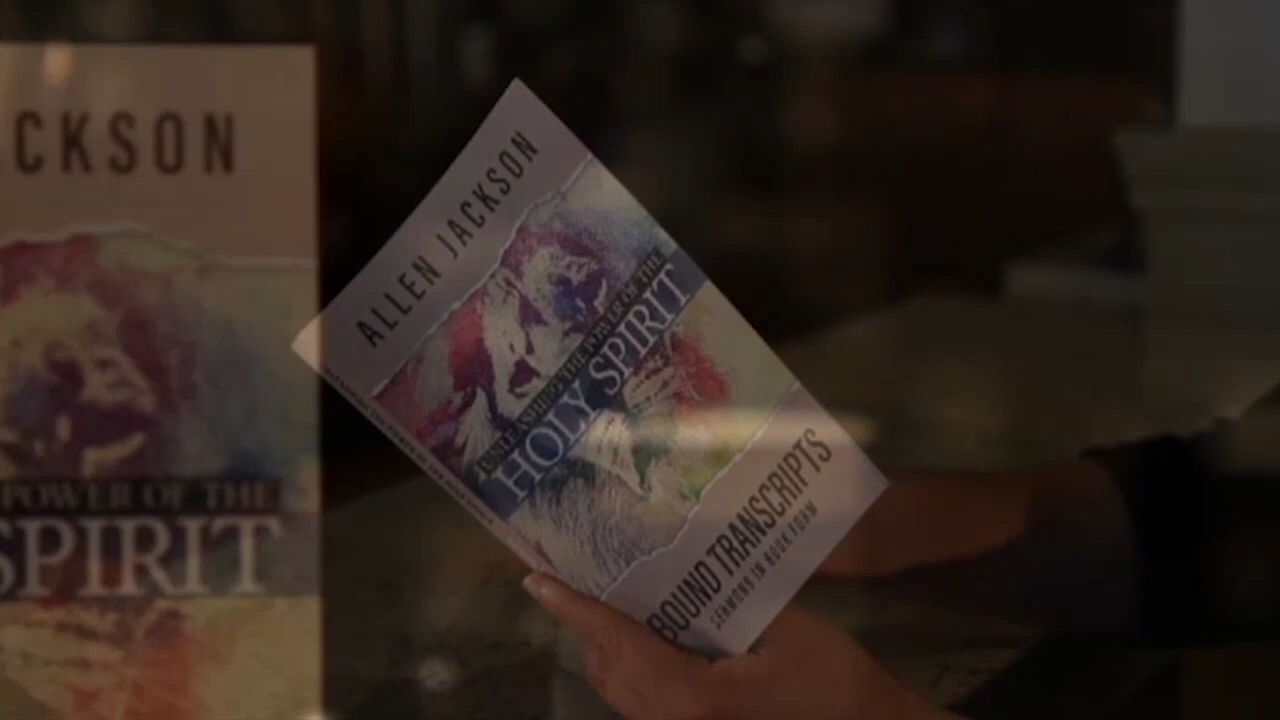 CKSON
POWER OF THE
SPIRIT
ALLEN JACKSON
UNLEASHING THE POWER OF THE
HOLY SPIRIT
BOUND TRANSCRIPTS
SERMONS IN BOOK FORM